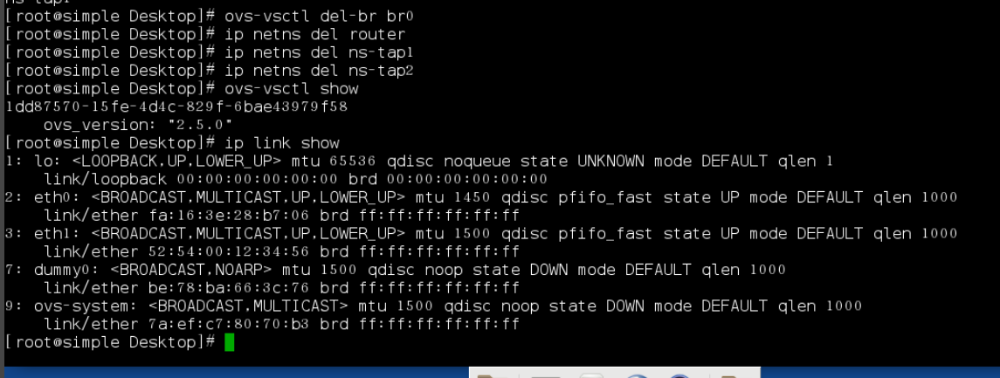 ns-tap1
[root@simple Desktop]# ovs-vsctl del-br br0
[root@simple Desktop]# ip netns del router
[root@simple Desktop]# ip netns del ns-tap1
[root@simple Desktop]# ip netns del ns-tap2
[root@simple Desktop]# ovs-vsctl show
1dd87570-15fe-4d4c-829f-6bae43979f58
    ovs_version: "2.5.0"
[root@simple Desktop]# ip link show
1: lo: <LOOPBACK,UP,LOWER_UP> mtu 65536 qdisc noqueue state UNKNOWN mode DEFAULT qlen 1
    link/loopback 00:00:00:00:00:00 brd 00:00:00:00:00:00
2: eth0: <BROADCAST,MULTICAST,UP,LOWER_UP> mtu 1450 qdisc pfifo_fast state UP mode DEFAULT qlen 1000
    link/ether fa:16:3e:28:b7:06 brd ff:ff:ff:ff:ff:ff
3: eth1: <BROADCAST,MULTICAST,UP,LOWER_UP> mtu 1500 qdisc pfifo_fast state UP mode DEFAULT qlen 1000
    link/ether 52:54:00:12:34:56 brd ff:ff:ff:ff:ff:ff
7: dummy0: <BROADCAST,NOARP> mtu 1500 qdisc noop state DOWN mode DEFAULT qlen 1000
    link/ether be:78:ba:66:3c:76 brd ff:ff:ff:ff:ff:ff
9: ovs-system: <BROADCAST,MULTICAST> mtu 1500 qdisc noop state DOWN mode DEFAULT qlen 1000
    link/ether 7a:ef:c7:80:70:b3 brd ff:ff:ff:ff:ff:ff
[root@simple Desktop]#